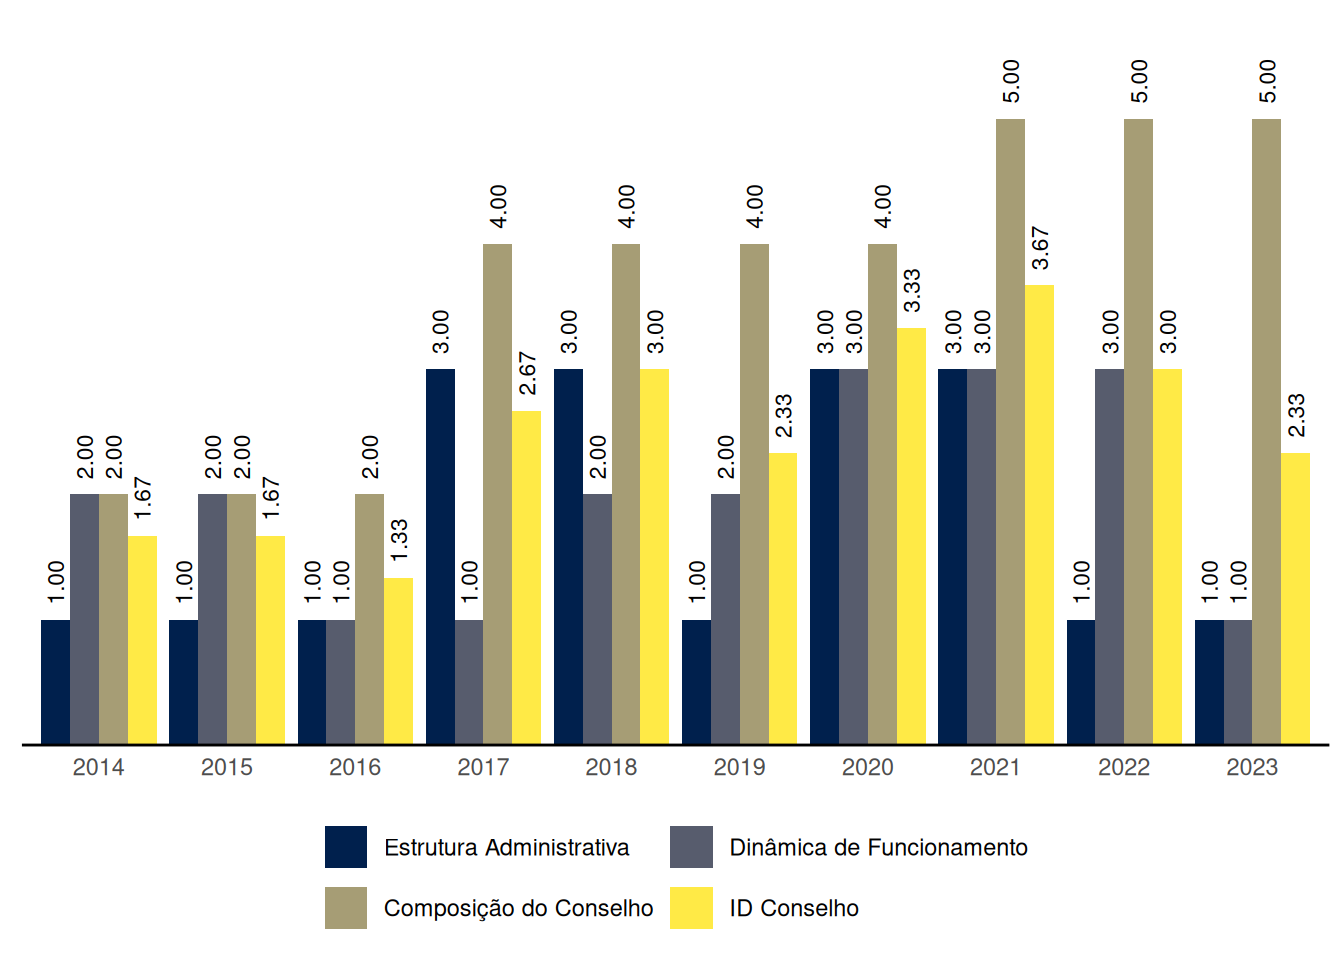 5.00 5.00 5.00
4.00 4.00 4.00 4.00
3.67
3.33
3.00 3.00 3.00 3.00 3.00 3.00 3.00 3.00 3.00
2.67
2.33 2.33
2.00 2.00 2.00 2.00 2.00 2.00 2.00
1.67 1.67
1.33
1.00 1.00 1.00 1.00 1.00 1.00 1.00 1.00 1.00
2014 2015 2016 2017 2018 2019 2020 2021 2022 2023
Estrutura Administrativa Dinâmica de Funcionamento
Composição do Conselho ID Conselho